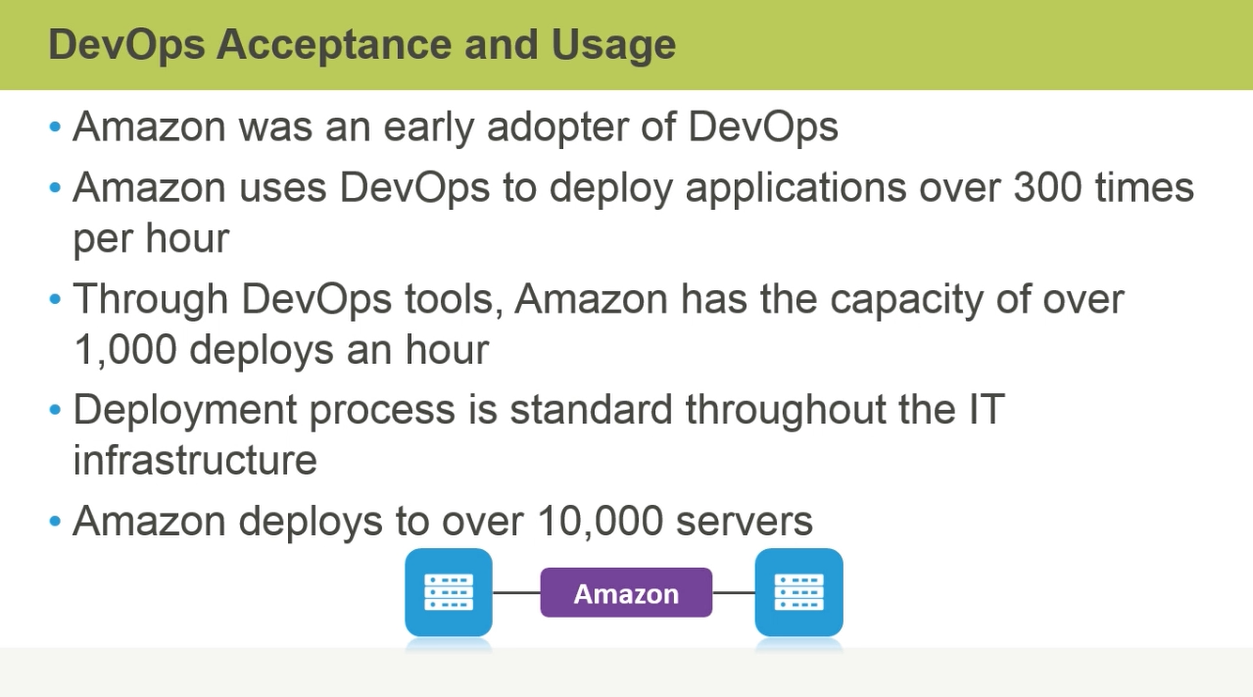 DevOps Acceptance and Usage
• Amazon was an early adopter of DevOps
• Amazon uses DevOps to deploy applications over 300 times
per hour
• Through DevOps tools, Amazon has the capacity of over
1,000 deploys an hour
• Deployment process is standard throughout the IT
infrastructure
• Amazon deploys to over 10,000 servers
Amazon